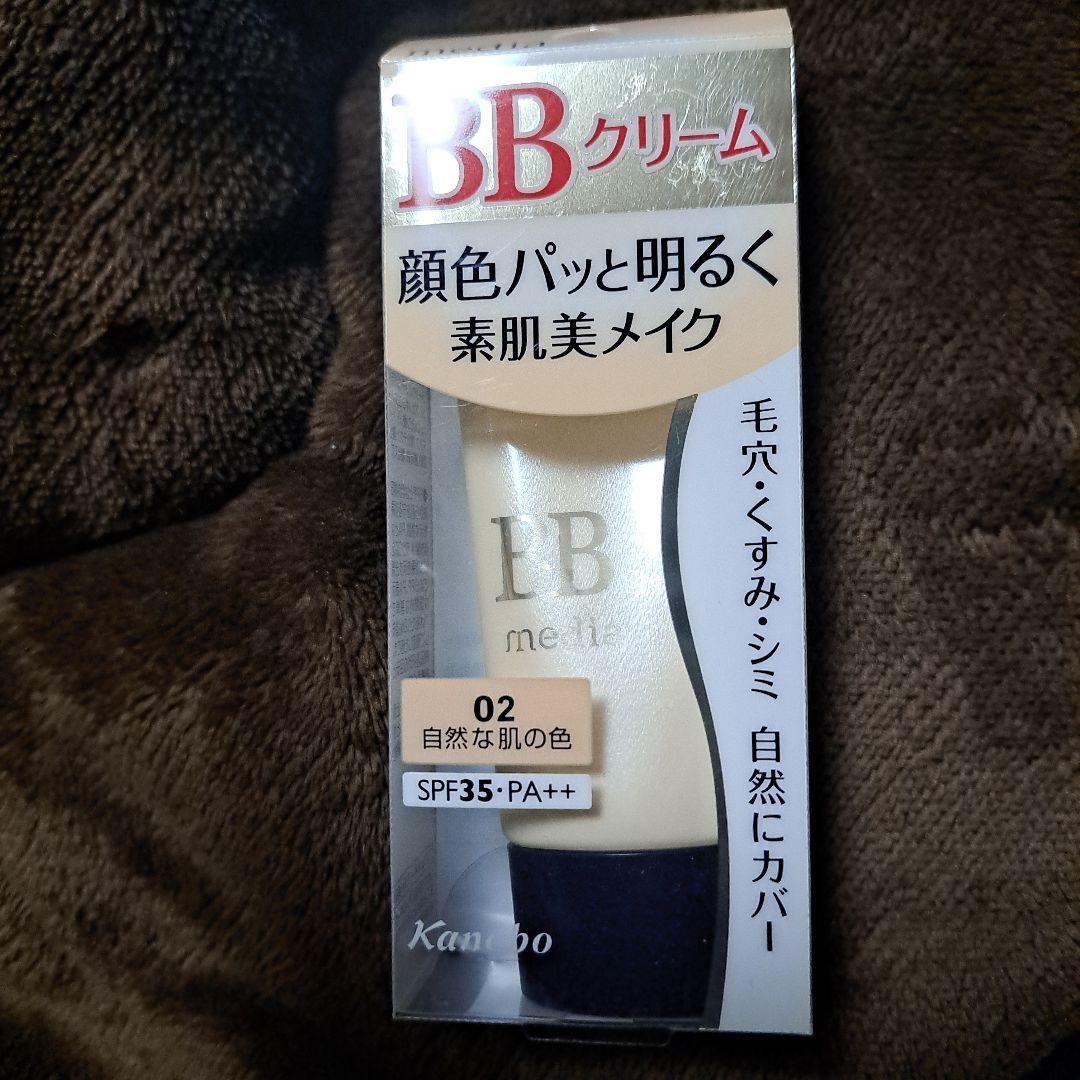 BBクリーム
顔色パッと明るく
素肌美メイク
毛穴・くすみ・シミ 自然にカバー
BB
media
02
自然な肌の色
SPF35・PA++
Kanebo